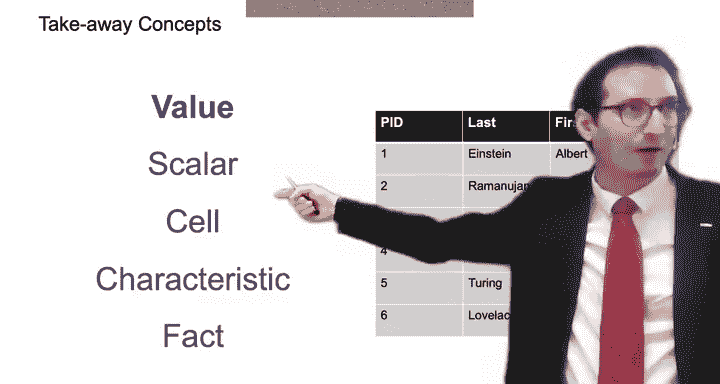 Take-away Concepts
Value
Scalar
Cell
Characteristic
Fact
PID Last
1 Einstein Albert
2
4
5 Turing
6